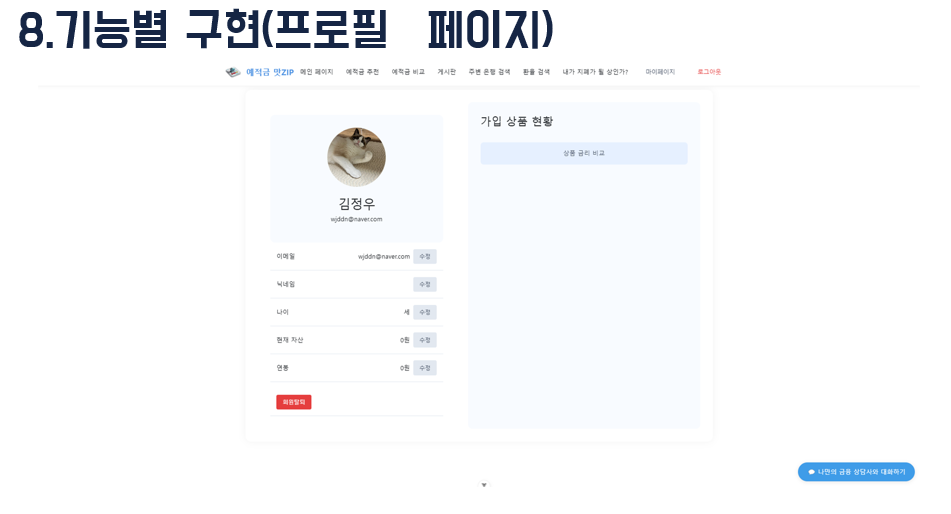 8.기능별 구현(프로필 페이지)
예적금 맛ZIP 메인 페이지 예적금 추천 예적금 비교 게시판 주변 은행 검색 환율 검색 내가 지폐가 될 상인가? 마이페이지 로그아웃
가입 상품 현황
상품 금리 비교
김정우
wjddn@naver.com
이메일 wjddn@naver.com 수정
닉네임 수정
나이 세 수정
현재 자산 0원 수정
연봉 0원 수정
회원탈퇴
나만의 금융 상담사와 대화하기